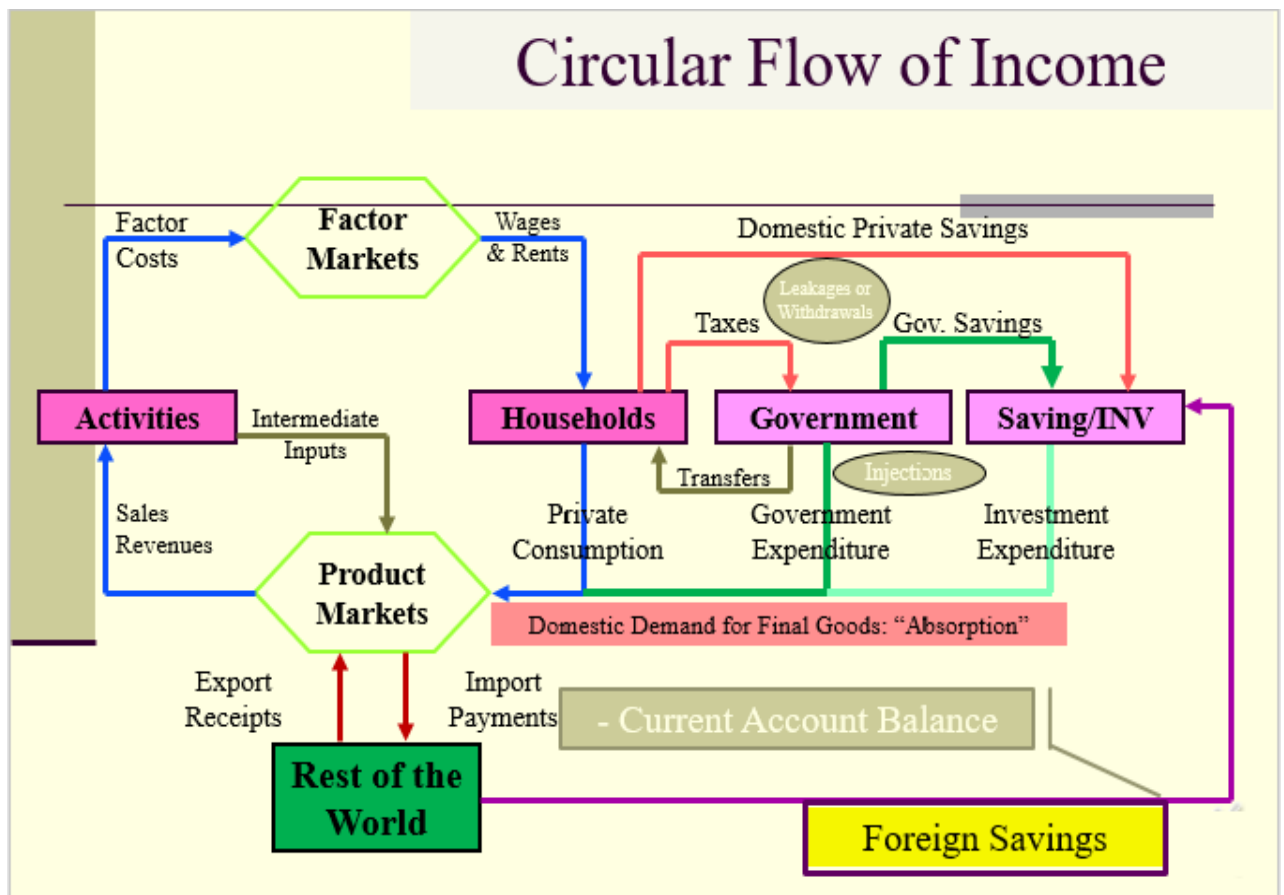 Circular Flow of Income
Factor
Costs
Factor
Markets
Wages
& Rents
Domestic Private Savings
Leakages or
Withdrawals
Taxes
Gov. Savings
Activities
Intermediate
Inputs
Households
Government
Saving/INV
Transfers
Injections
Sales
Revenues
Private
Consumption
Government
Expenditure
Investment
Expenditure
Product
Markets
Domestic Demand for Final Goods: “Absorption”
Export
Receipts
Import
Payments
- Current Account Balance
Rest of the
World
Foreign Savings